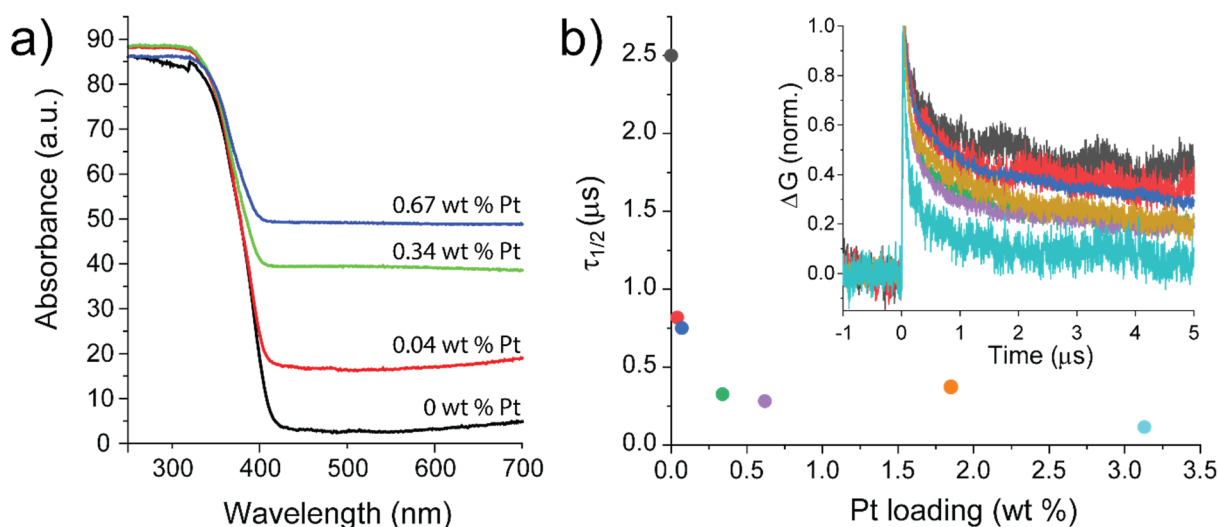 a)
Absorbance (a.u.)
90
80
70
60
50
40
30
20
10
0
0.67 wt % Pt
0.34 wt % Pt
0.04 wt % Pt
0 wt % Pt
300 400 500 600 700
Wavelength (nm)
b)
τ1/2 (μs)
2.5
2.0
1.5
1.0
0.5
0.0
0.0 0.5 1.0 1.5 2.0 2.5 3.0 3.5
Pt loading (wt %)
ΔG (norm.)
1.0
0.8
0.6
0.4
0.2
0.0
-1 0 1 2 3 4 5
Time (μs)